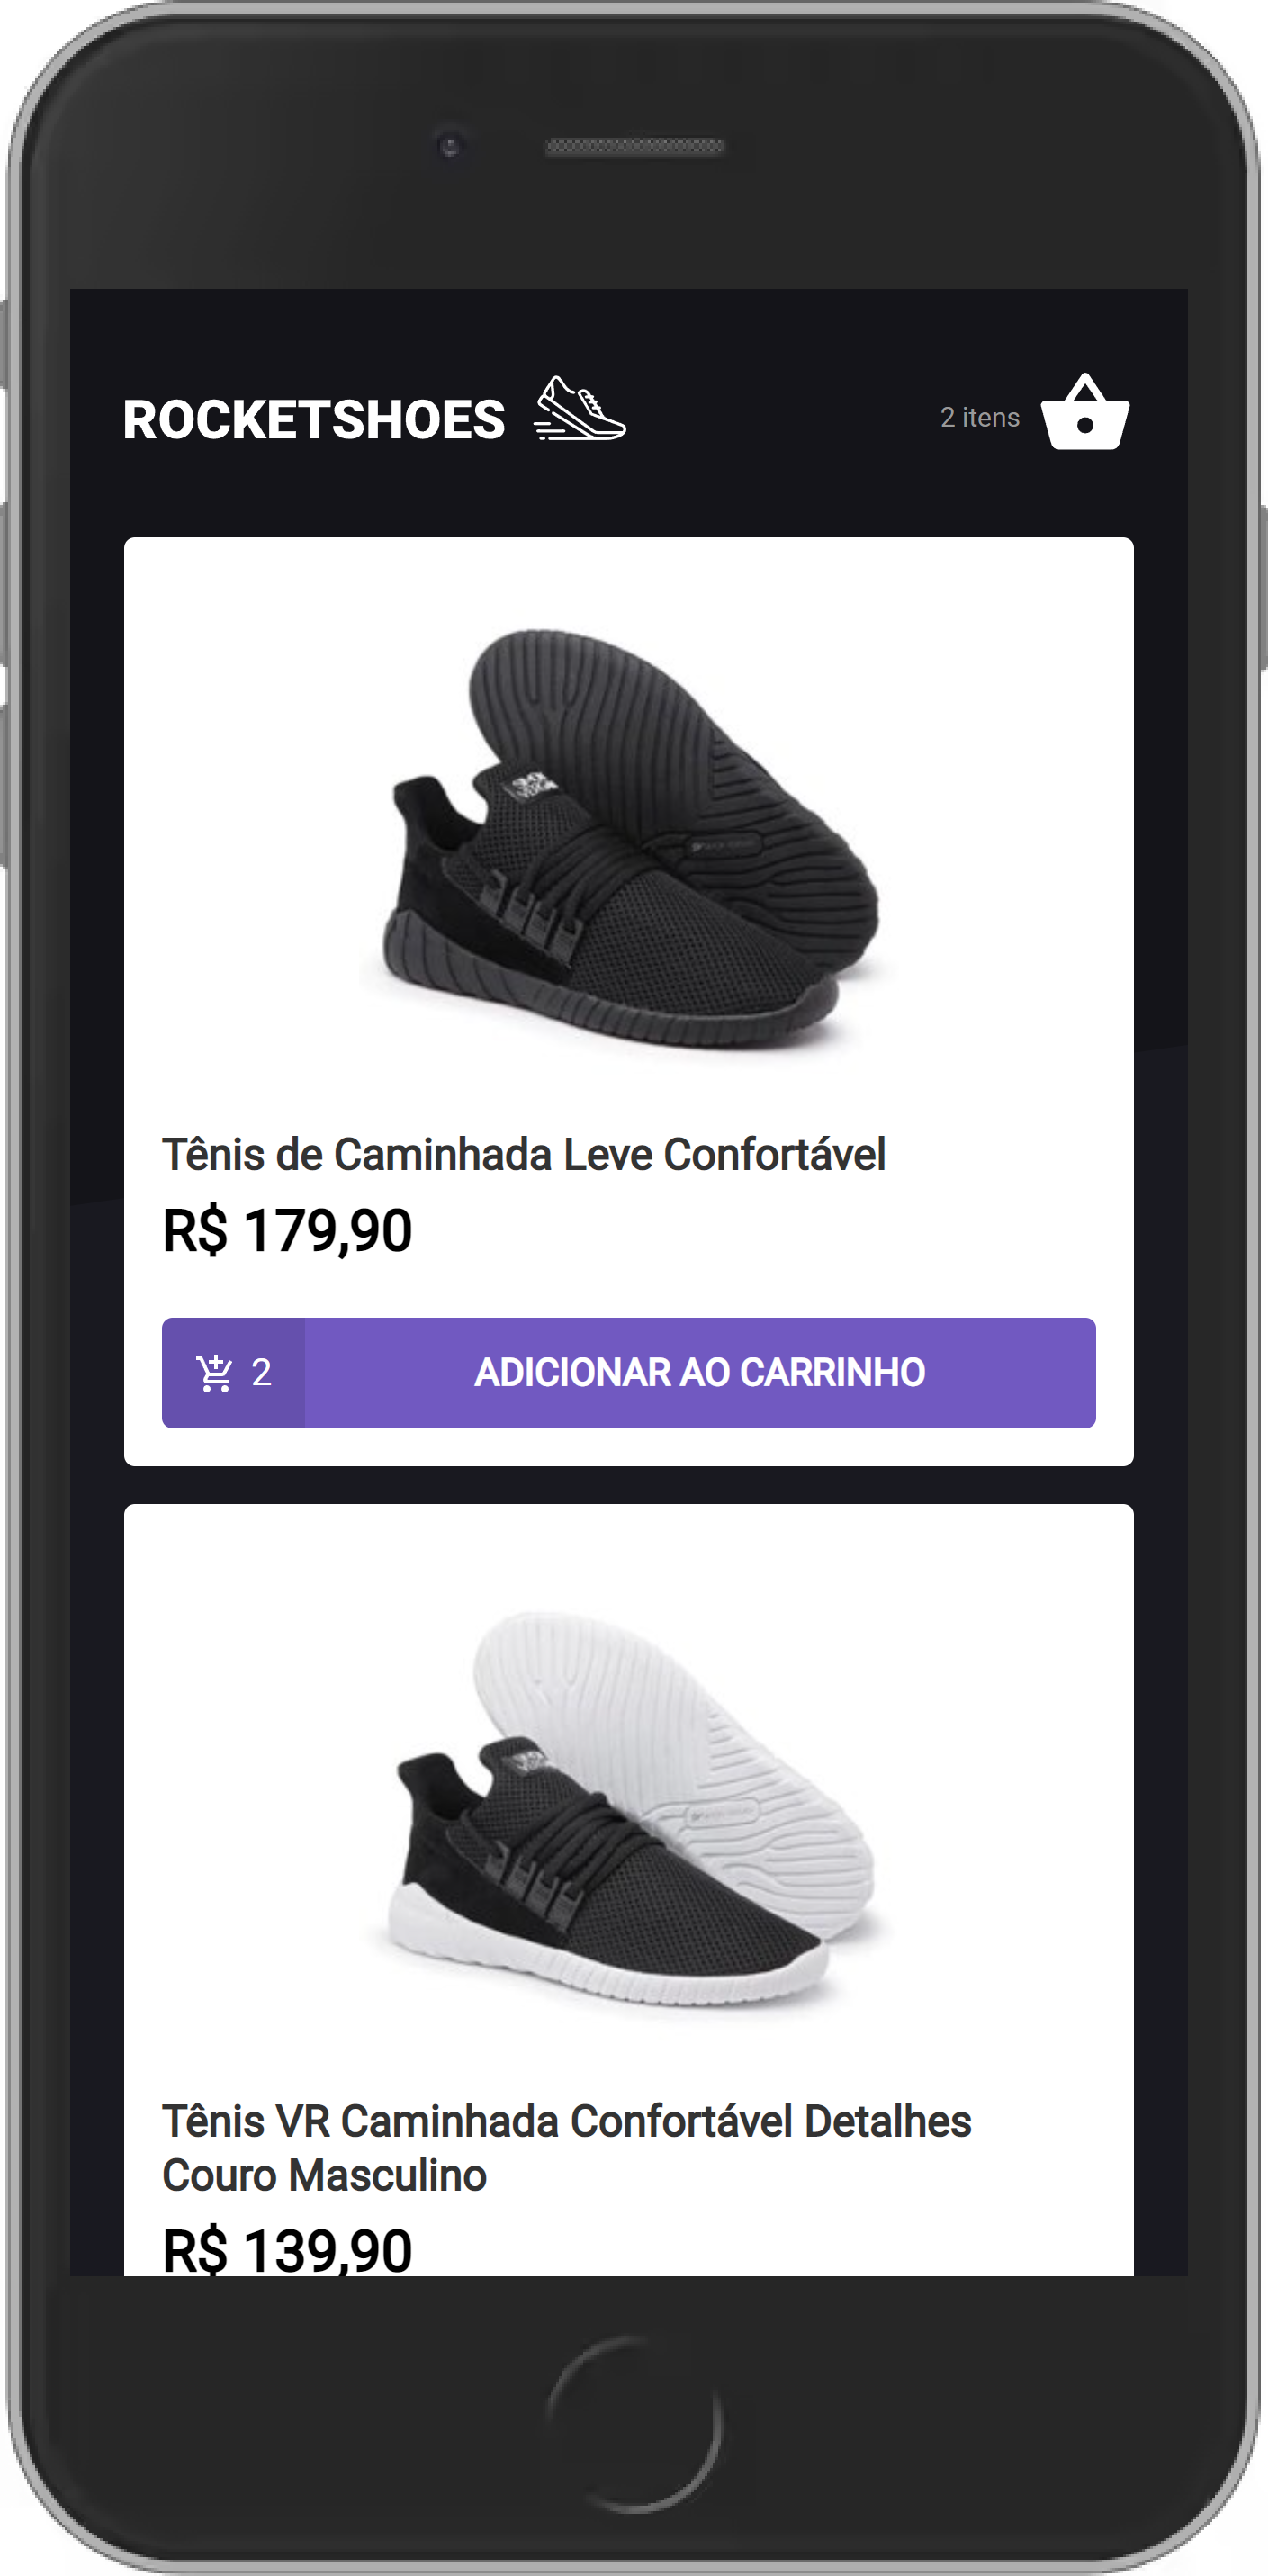 ROCKETSHOES
2 itens
Tênis de Caminhada Leve Confortável
R$ 179,90
2
ADICIONAR AO CARRINHO
Tênis VR Caminhada Confortável Detalhes
Couro Masculino
R$ 139,90